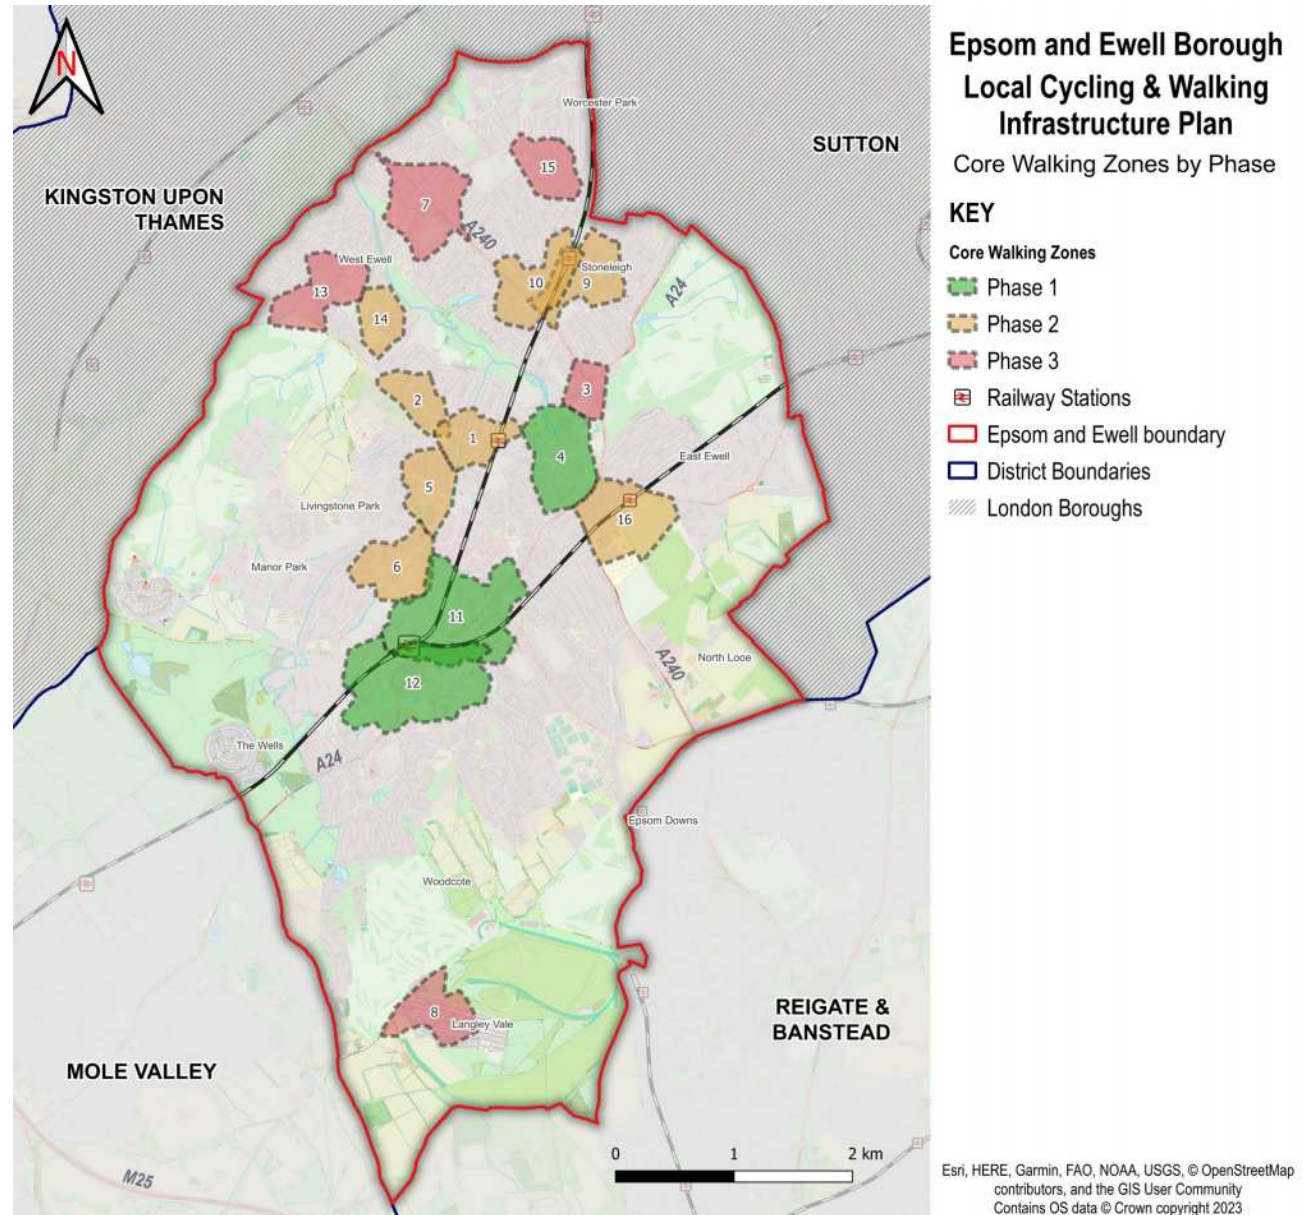 N
Epsom and Ewell Borough
Local Cycling & Walking
Infrastructure Plan
Core Walking Zones by Phase
KEY
Core Walking Zones
Phase 1
Phase 2
Phase 3
Railway Stations
Epsom and Ewell boundary
District Boundaries
London Boroughs
Worcester Park
SUTTON
KINGSTON UPON
THAMES
15
7
A240
West Ewell
Stoneleigh
10
9
13
A24
14
3
2
1
4
East Ewell
5
Livingstone Park
16
Manor Park
6
11
North Looe
A240
12
The Wells
A24
Epsom Downs
Woodcote
8
Langley Vale
REIGATE &
BANSTEAD
MOLE VALLEY
M25
0 1 2 km
Esri, HERE, Garmin, FAO, NOAA, USGS, © OpenStreetMap
contributors, and the GIS User Community
Contains OS data © Crown copyright 2023